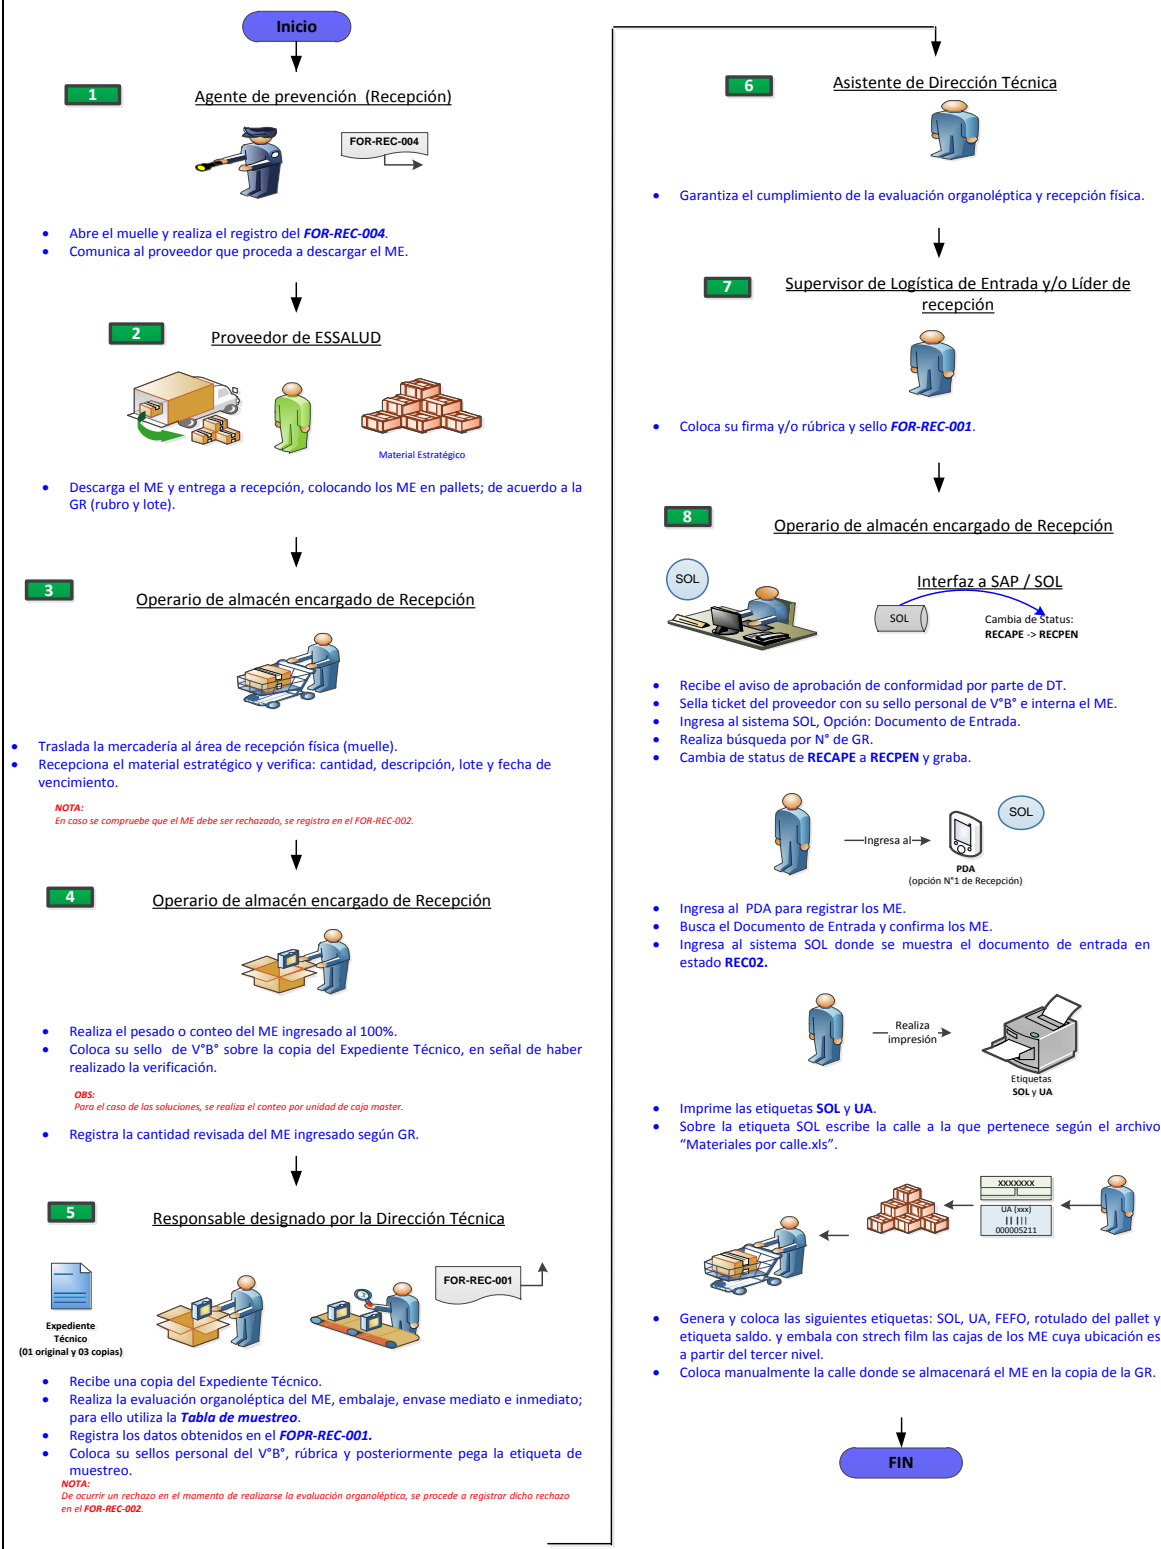 Inicio
1
Agente de prevención  (Recepción)
FOR-REC-004
• Abre el muelle y realiza el registro del FOR-REC-004.
• Comunica al proveedor que proceda a descargar el ME.
2
Proveedor de ESSALUD
Material Estratégico
• Descarga el ME y entrega a recepción, colocando los ME en pallets; de acuerdo a la
GR (rubro y lote).
3
Operario de almacén encargado de Recepción
• Traslada la mercadería al área de recepción física (muelle).
• Recepciona el material estratégico y verifica: cantidad, descripción, lote y fecha de
vencimiento.
NOTA:
En caso se compruebe que el ME debe ser rechazado, se registra en el FOR-REC-002.
4
Operario de almacén encargado de Recepción
• Realiza el pesado o conteo del ME ingresado al 100%.
• Coloca su sello  de V°B° sobre la copia del Expediente Técnico, en señal de haber
realizado la verificación.
OBS:
Para el caso de las soluciones, se realiza el conteo por unidad de caja master.
• Registra la cantidad revisada del ME ingresado según GR.
5
Responsable designado por la Dirección Técnica
FOR-REC-001
Expediente
Técnico
(01 original y 03 copias)
• Recibe una copia del Expediente Técnico.
• Realiza la evaluación organoléptica del ME, embalaje, envase mediato e inmediato;
para ello utiliza la Tabla de muestreo.
• Registra los datos obtenidos en el FOPR-REC-001.
• Coloca su sellos personal del V°B°, rúbrica y posteriormente pega la etiqueta de
muestreo.
NOTA:
De ocurrir un rechazo en el momento de realizarse la evaluación organoléptica, se procede a registrar dicho rechazo
en el FOR-REC-002.
6
Asistente de Dirección Técnica
• Garantiza el cumplimiento de la evaluación organoléptica y recepción física.
7
Supervisor de Logística de Entrada y/o Líder de
recepción
• Coloca su firma y/o rúbrica y sello FOR-REC-001.
8
Operario de almacén encargado de Recepción
SOL
Interfaz a SAP / SOL
SOL
Cambia de Status:
RECAPE -> RECPEN
• Recibe el aviso de aprobación de conformidad por parte de DT.
• Sella ticket del proveedor con su sello personal de V°B° e interna el ME.
• Ingresa al sistema SOL, Opción: Documento de Entrada.
• Realiza búsqueda por N° de GR.
• Cambia de status de RECAPE a RECPEN y graba.
Ingresa al
SOL
PDA
(opción N°1 de Recepción)
• Ingresa al  PDA para registrar los ME.
• Busca el Documento de Entrada y confirma los ME.
• Ingresa al sistema SOL donde se muestra el documento de entrada en
estado REC02.
Realiza
impresión
Etiquetas
SOL y UA
• Imprime las etiquetas SOL y UA.
• Sobre la etiqueta SOL escribe la calle a la que pertenece según el archivo
“Materiales por calle.xls”.
XXXXXXX
UA (xxx)
000005211
• Genera y coloca las siguientes etiquetas: SOL, UA, FEFO, rotulado del pallet y
etiqueta saldo. y embala con strech film las cajas de los ME cuya ubicación es
a partir del tercer nivel.
• Coloca manualmente la calle donde se almacenará el ME en la copia de la GR.
FIN